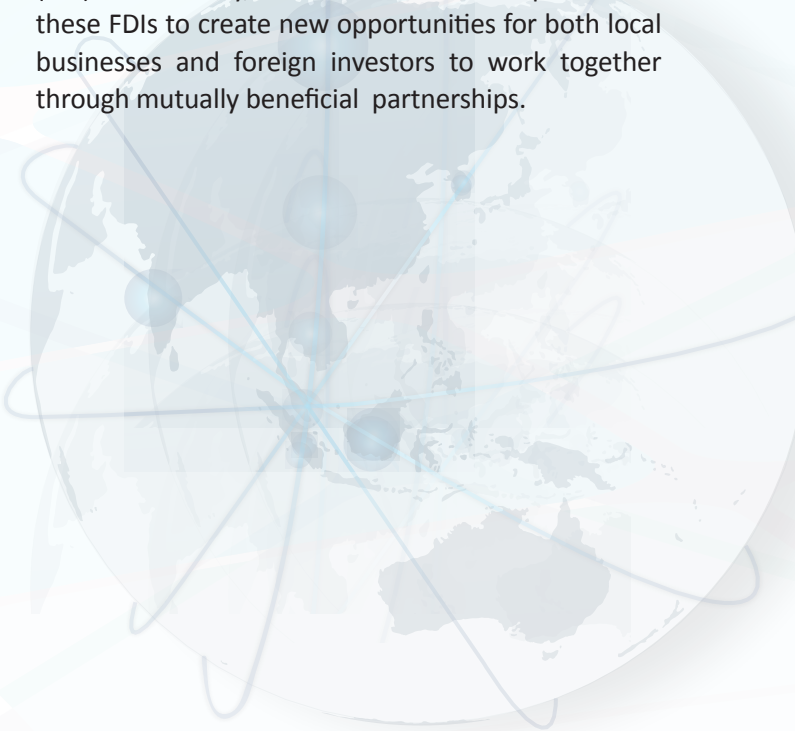 these FDIs to create new opportunities for both local
businesses and foreign investors to work together
through mutually beneficial partnerships.